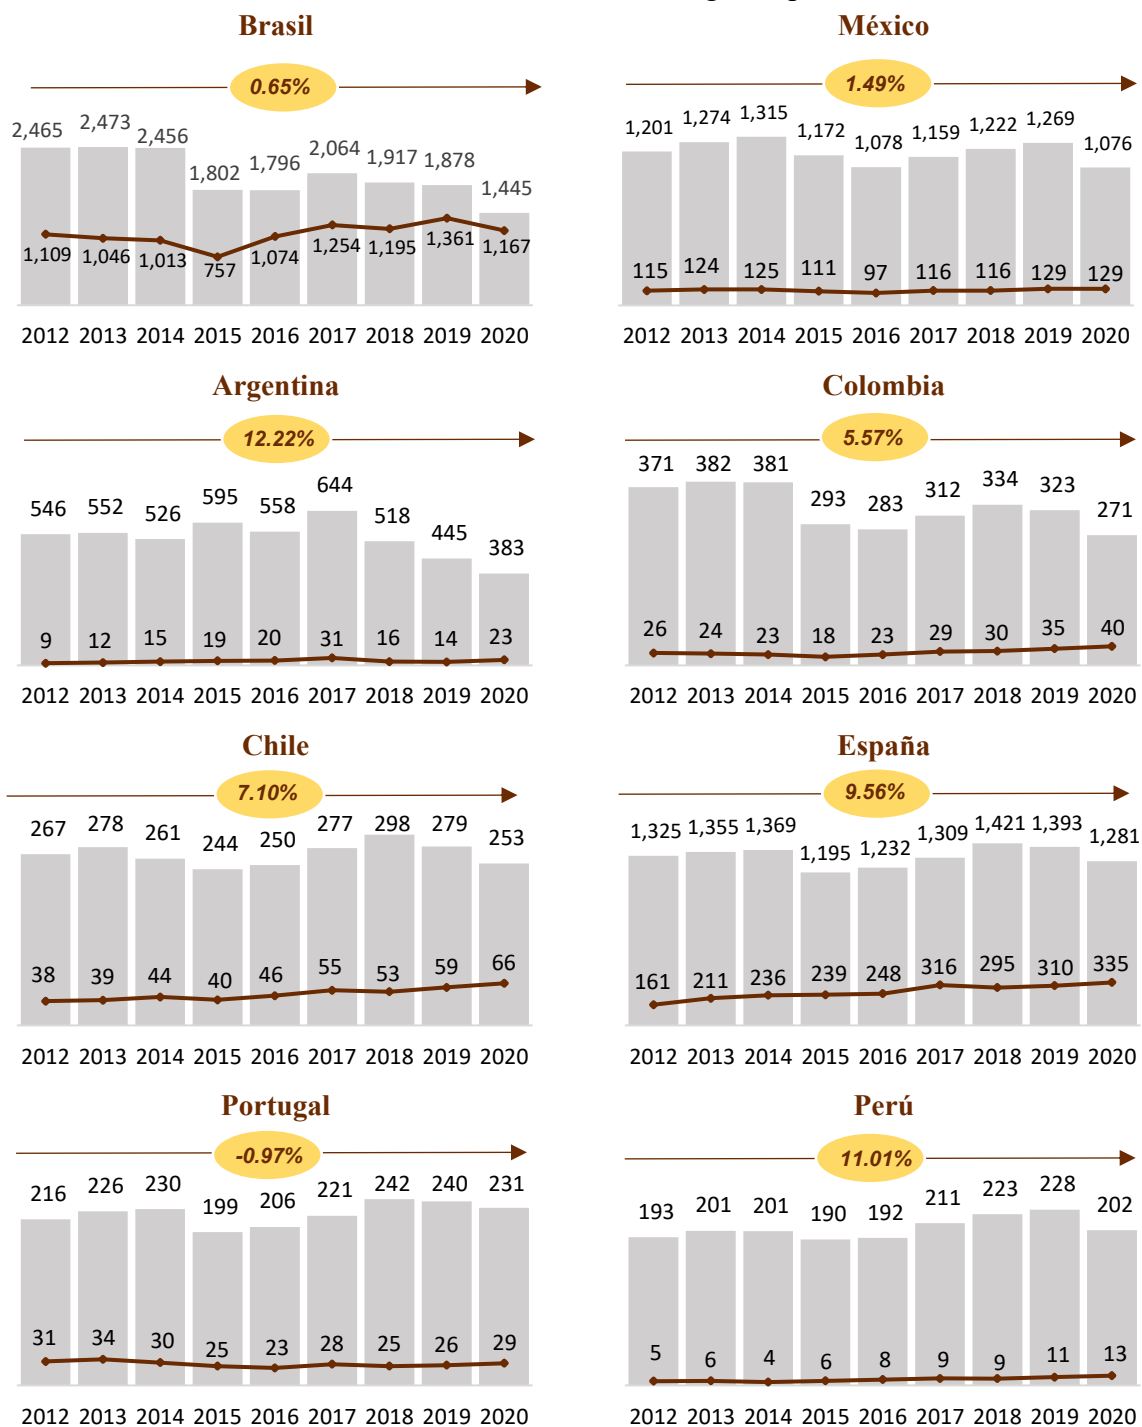 Brasil
0.65%
2,465 2,473 2,456 1,802 1,796 2,064 1,917 1,878 1,445
1,109 1,046 1,013 757 1,074 1,254 1,195 1,361 1,167
2012 2013 2014 2015 2016 2017 2018 2019 2020
México
1.49%
1,201 1,274 1,315 1,172 1,078 1,159 1,222 1,269 1,076
115 124 125 111 97 116 116 129 129
2012 2013 2014 2015 2016 2017 2018 2019 2020
Argentina
12.22%
546 552 526 595 558 644 518 445 383
9 12 15 19 20 31 16 14 23
2012 2013 2014 2015 2016 2017 2018 2019 2020
Colombia
5.57%
371 382 381 293 283 312 334 323 271
26 24 23 18 23 29 30 35 40
2012 2013 2014 2015 2016 2017 2018 2019 2020
Chile
7.10%
267 278 261 244 250 277 298 279 253
38 39 44 40 46 55 53 59 66
2012 2013 2014 2015 2016 2017 2018 2019 2020
España
9.56%
1,325 1,355 1,369 1,195 1,232 1,309 1,421 1,393 1,281
161 211 236 239 248 316 295 310 335
2012 2013 2014 2015 2016 2017 2018 2019 2020
Portugal
-0.97%
216 226 230 199 206 221 242 240 231
31 34 30 25 23 28 25 26 29
2012 2013 2014 2015 2016 2017 2018 2019 2020
Perú
11.01%
193 201 201 190 192 211 223 228 202
5 6 4 6 8 9 9 11 13
2012 2013 2014 2015 2016 2017 2018 2019 2020